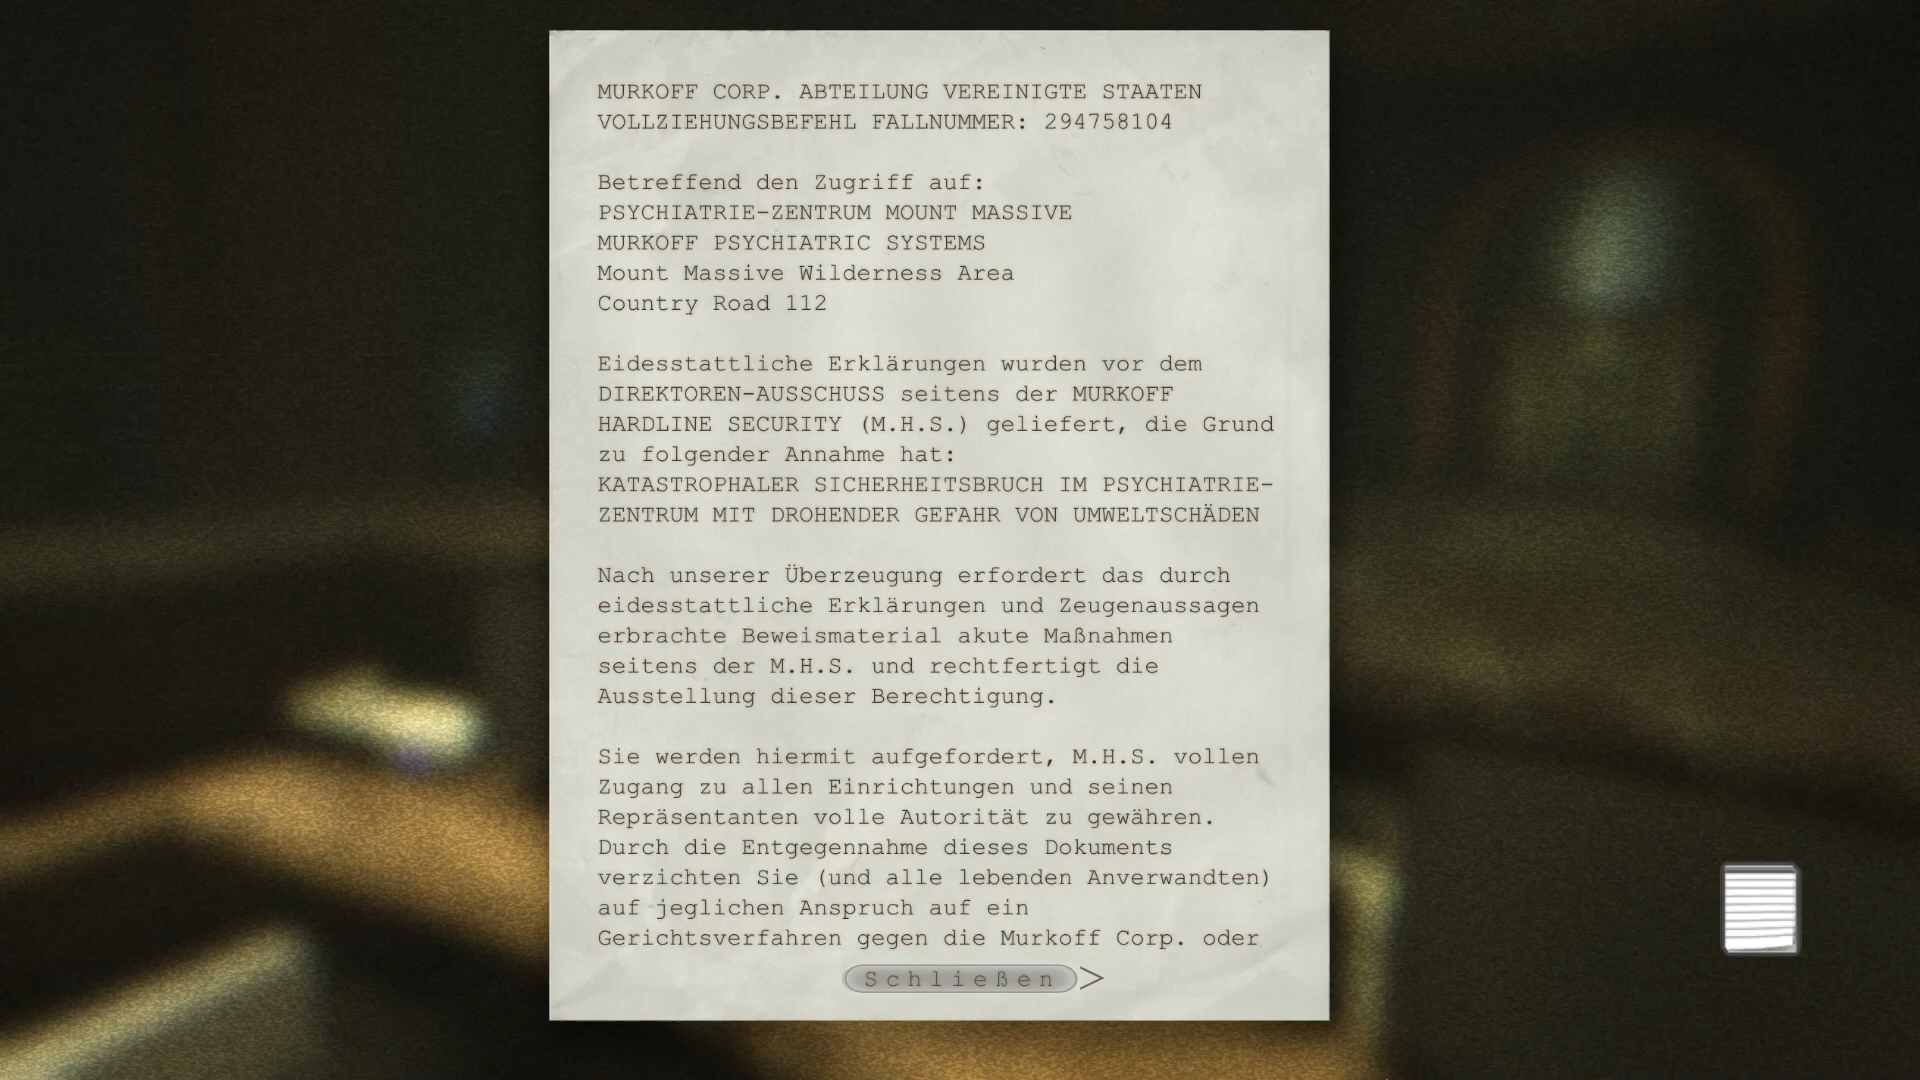 MURKOFF CORP. ABTEILUNG VEREINIGTE STAATEN
VOLLZIEHUNGSBEFEHL FALLNUMMER: 294758104
Betreffend den Zugriff auf:
PSYCHIATRIE-ZENTRUM MOUNT MASSIVE
MURKOFF PSYCHIATRIC SYSTEMS
Mount Massive Wilderness Area
Country Road 112
Eidesstattliche Erklärungen wurden vor dem
DIREKTOREN-AUSSCHUSS seitens der MURKOFF
HARDLINE SECURITY (M.H.S.) geliefert, die Grund
zu folgender Annahme hat:
KATASTROPHALER SICHERHEITSBRUCH IM PSYCHIATRIE-
ZENTRUM MIT DROHENDER GEFAHR VON UMWELTSCHÄDEN
Nach unserer Überzeugung erfordert das durch
eidesstattliche Erklärungen und Zeugenaussagen
erbrachte Beweismaterial akute Maßnahmen
seitens der M.H.S. und rechtfertigt die
Ausstellung dieser Berechtigung.
Sie werden hiermit aufgefordert, M.H.S. vollen
Zugang zu allen Einrichtungen und seinen
Repräsentanten volle Autorität zu gewähren.
Durch die Entgegennahme dieses Dokuments
verzichten Sie (und alle lebenden Anverwandten)
auf jeglichen Anspruch auf ein
Gerichtsverfahren gegen die Murkoff Corp. oder
Schließen >